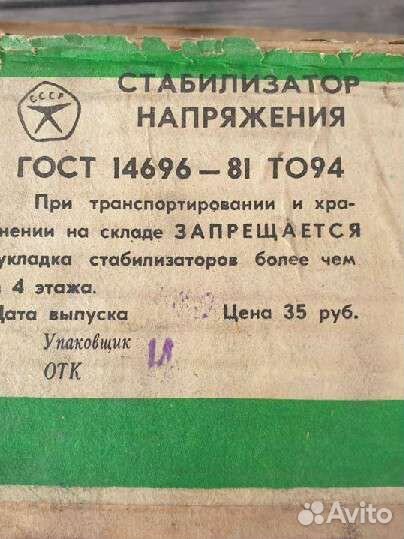 СССР
СТАБИЛИЗАТОР
НАПРЯЖЕНИЯ
ГОСТ 14696—81 ТО94
При транспортировании и хра-
нении на складе ЗАПРЕЩАЕТСЯ
укладка стабилизаторов более чем
в 4 этажа.
Дата выпуска Цена 35 руб.
Упаковщик
ОТК
Avito